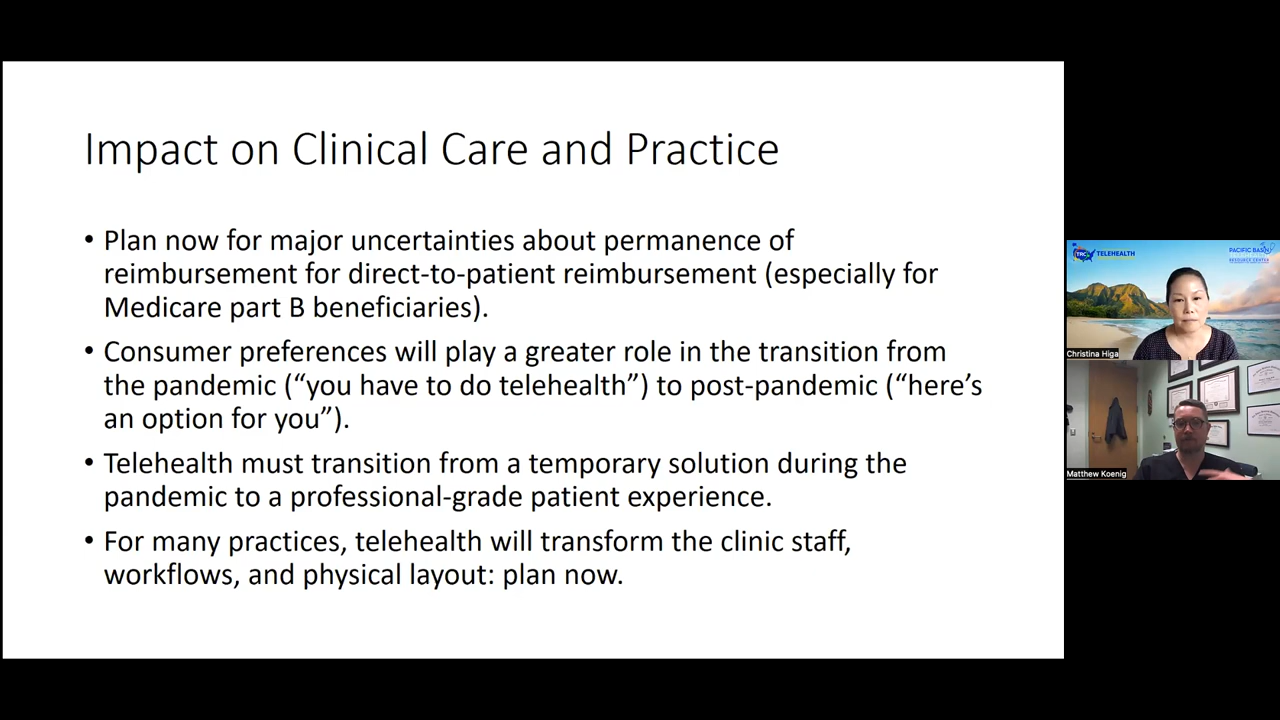 Impact on Clinical Care and Practice
• Plan now for major uncertainties about permanence of
reimbursement for direct-to-patient reimbursement (especially for
Medicare part B beneficiaries).
• Consumer preferences will play a greater role in the transition from
the pandemic (“you have to do telehealth”) to post-pandemic (“here’s
an option for you”).
• Telehealth must transition from a temporary solution during the
pandemic to a professional-grade patient experience.
• For many practices, telehealth will transform the clinic staff,
workflows, and physical layout: plan now.
TELEHEALTH
PACIFIC BASIN
Christina Higa
Matthew Koenig